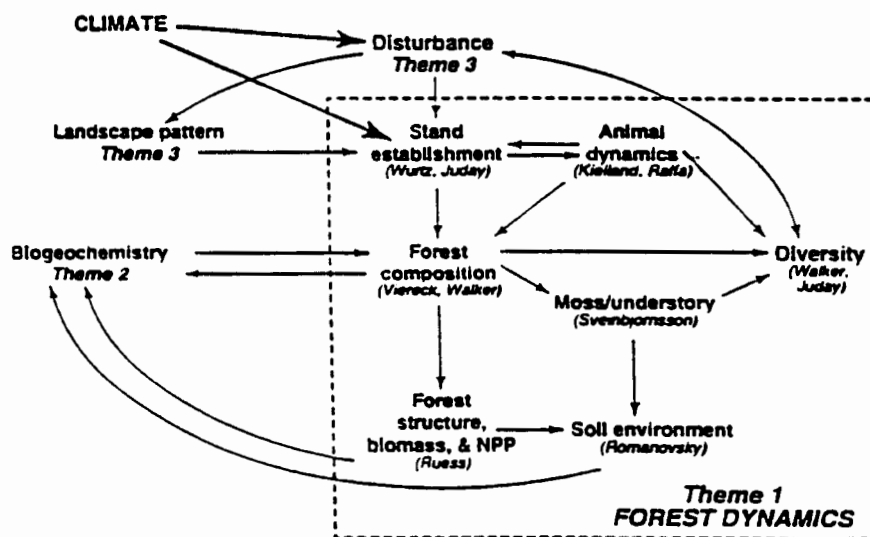 CLIMATE
Disturbance
Theme 3
Landscape pattern
Theme 3
Stand
establishment
(Wurtz, Juday)
Animal
dynamics
(Kielland, Raffa)
Biogeochemistry
Theme 2
Forest
composition
(Viereck, Walker)
Diversity
(Walker,
Juday)
Moss/understory
(Sveinbjornsson)
Forest
structure,
biomass, & NPP
(Ruess)
Soil environment
(Romanovsky)
Theme 1
FOREST DYNAMICS